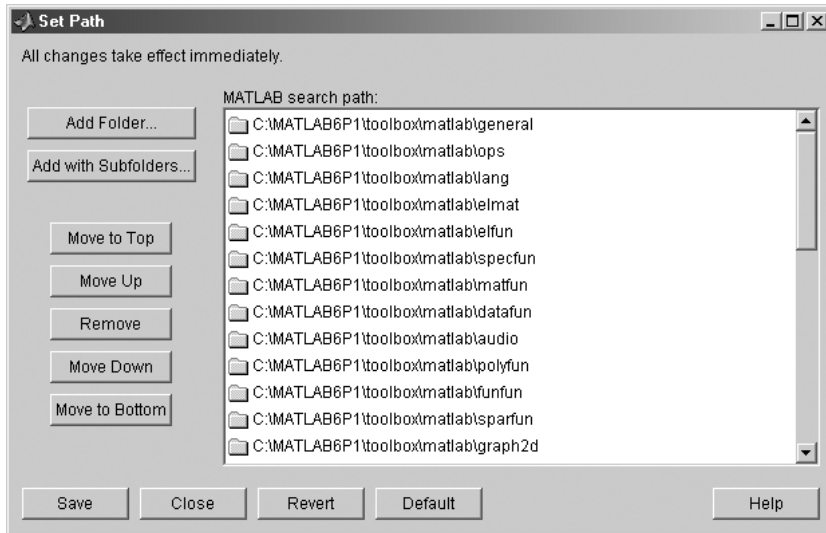 Set Path
All changes take effect immediately.
MATLAB search path:
Add Folder...
Add with Subfolders...
Move to Top
Move Up
Remove
Move Down
Move to Bottom
C:\MATLAB6P1\toolbox\matlab\general
C:\MATLAB6P1\toolbox\matlab\ops
C:\MATLAB6P1\toolbox\matlab\lang
C:\MATLAB6P1\toolbox\matlab\elmat
C:\MATLAB6P1\toolbox\matlab\elfun
C:\MATLAB6P1\toolbox\matlab\specfun
C:\MATLAB6P1\toolbox\matlab\matfun
C:\MATLAB6P1\toolbox\matlab\datafun
C:\MATLAB6P1\toolbox\matlab\audio
C:\MATLAB6P1\toolbox\matlab\polyfun
C:\MATLAB6P1\toolbox\matlab\funfun
C:\MATLAB6P1\toolbox\matlab\sparfun
C:\MATLAB6P1\toolbox\matlab\graph2d
Save
Close
Revert
Default
Help